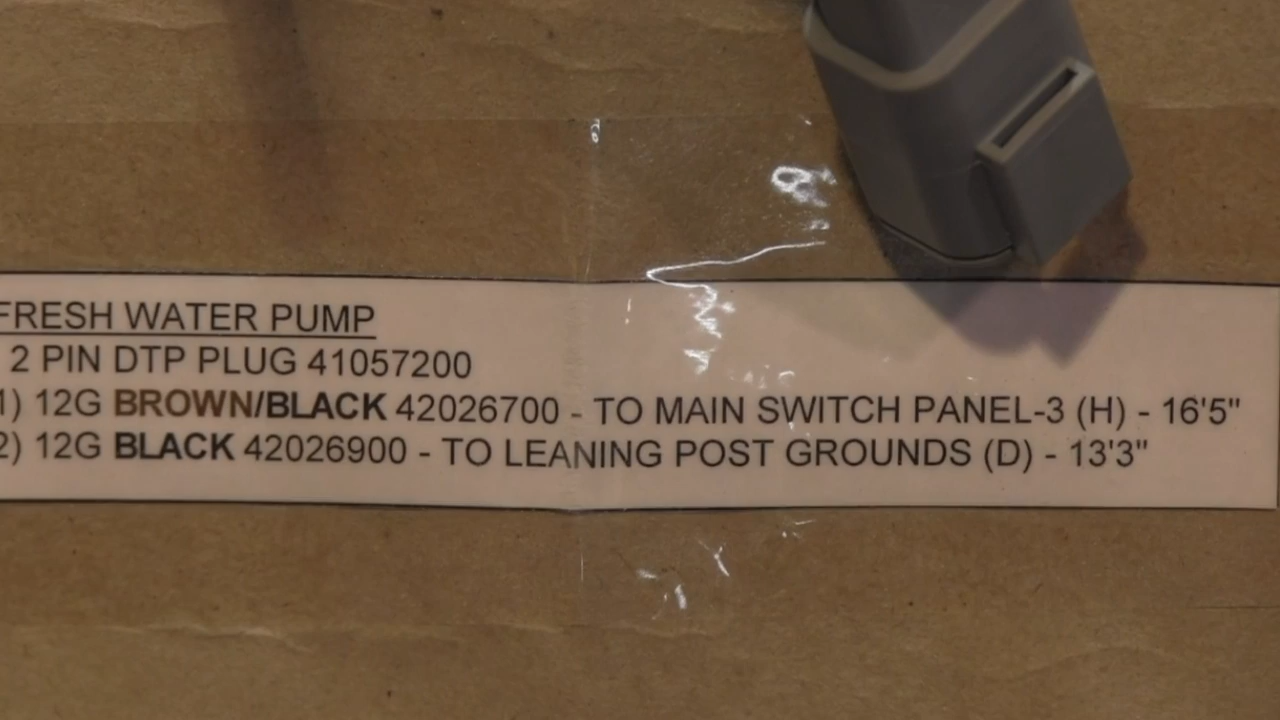 FRESH WATER PUMP
2 PIN DTP PLUG 41057200
1) 12G BROWN/BLACK 42026700 - TO MAIN SWITCH PANEL-3 (H) - 16'5"
2) 12G BLACK 42026900 - TO LEANING POST GROUNDS (D) - 13'3"